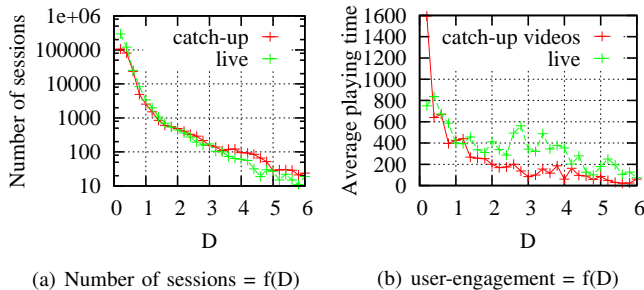 Number of sessions
1e+06
100000
10000
1000
100
10
catch-up
live
0 1 2 3 4 5 6
D
(a) Number of sessions = f(D)
Average playing time
1600
1400
1200
1000
800
600
400
200
0
catch-up videos
live
0 1 2 3 4 5 6
D
(b) user-engagement = f(D)